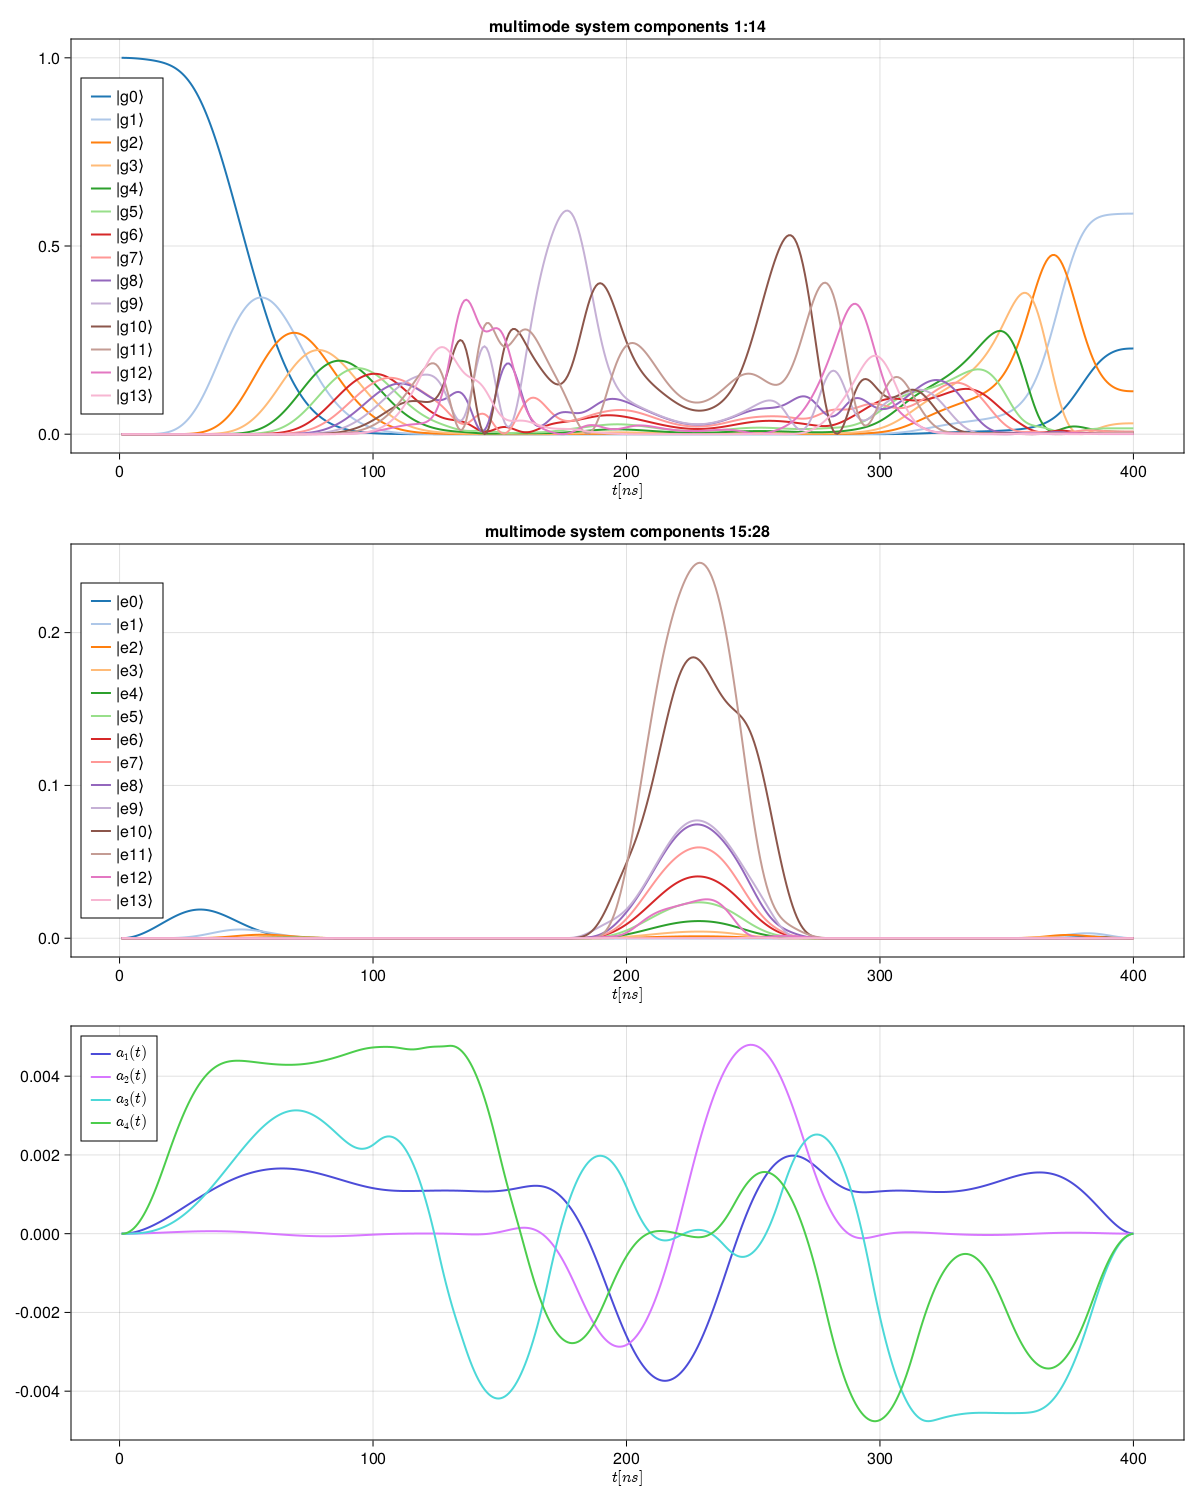 multimode system components 1:14
1.0
0.5
0.0
|g0⟩
|g1⟩
|g2⟩
|g3⟩
|g4⟩
|g5⟩
|g6⟩
|g7⟩
|g8⟩
|g9⟩
|g10⟩
|g11⟩
|g12⟩
|g13⟩
0 100 200 300 400
t[ns]
multimode system components 15:28
0.2
0.1
0.0
|e0⟩
|e1⟩
|e2⟩
|e3⟩
|e4⟩
|e5⟩
|e6⟩
|e7⟩
|e8⟩
|e9⟩
|e10⟩
|e11⟩
|e12⟩
|e13⟩
0 100 200 300 400
t[ns]
a₁(t)
a₂(t)
a₃(t)
a₄(t)
0.004
0.002
0.000
-0.002
-0.004
0 100 200 300 400
t[ns]